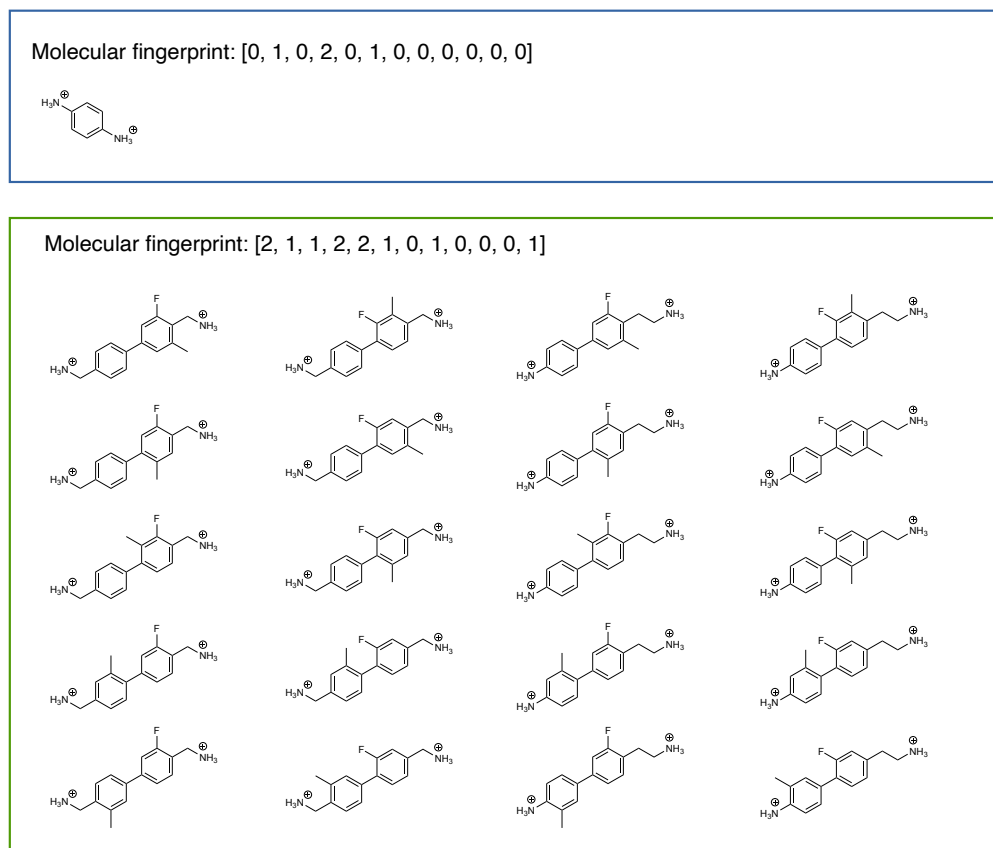 Molecular fingerprint: [0, 1, 0, 2, 0, 1, 0, 0, 0, 0, 0, 0]
H₃N⊕
NH₃⊕
Molecular fingerprint: [2, 1, 1, 2, 2, 1, 0, 1, 0, 0, 0, 1]
F
NH₃⊕
H₃N⊕
F
NH₃⊕
H₃N⊕
F
NH₃⊕
H₃N⊕
F
NH₃⊕
H₃N⊕
F
NH₃⊕
H₃N⊕
F
NH₃⊕
H₃N⊕
F
NH₃⊕
H₃N⊕
F
NH₃⊕
H₃N⊕
F
NH₃⊕
H₃N⊕
F
NH₃⊕
H₃N⊕
F
NH₃⊕
H₃N⊕
F
NH₃⊕
H₃N⊕
F
NH₃⊕
H₃N⊕
F
NH₃⊕
H₃N⊕
F
NH₃⊕
H₃N⊕
F
NH₃⊕
H₃N⊕
F
NH₃⊕
H₃N⊕
F
NH₃⊕
H₃N⊕
F
NH₃⊕
H₃N⊕
F
NH₃⊕
H₃N⊕